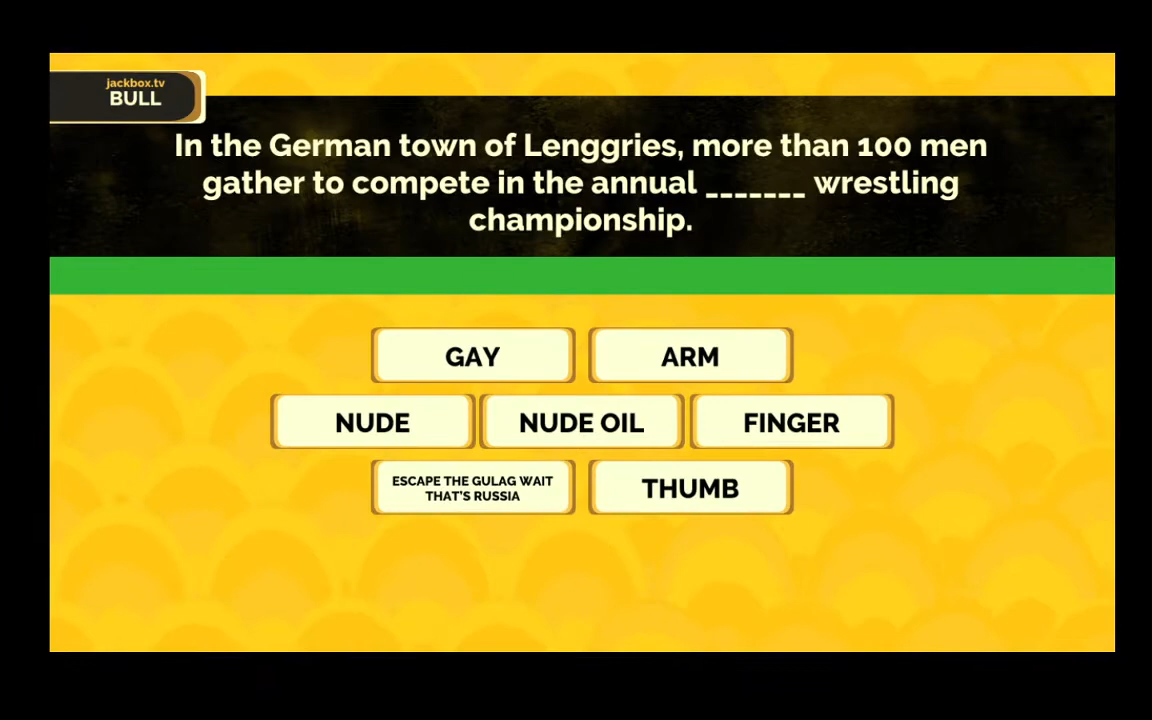 jackbox.tv
BULL
In the German town of Lenggries, more than 100 men
gather to compete in the annual _______ wrestling
championship.
GAY
ARM
NUDE
NUDE OIL
FINGER
ESCAPE THE GULAG WAIT
THAT'S RUSSIA
THUMB